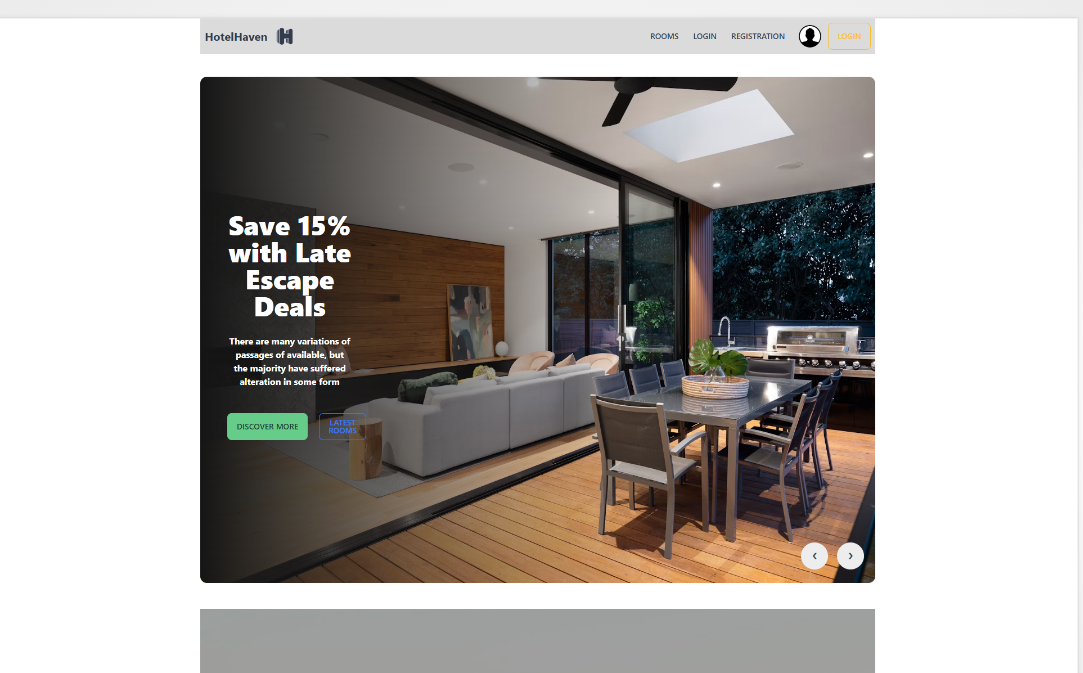 HotelHaven
ROOMS LOGIN REGISTRATION LOGIN
Save 15%
with Late
Escape
Deals
There are many variations of
passages of available, but
the majority have suffered
alteration in some form
DISCOVER MORE
LATEST
ROOMS